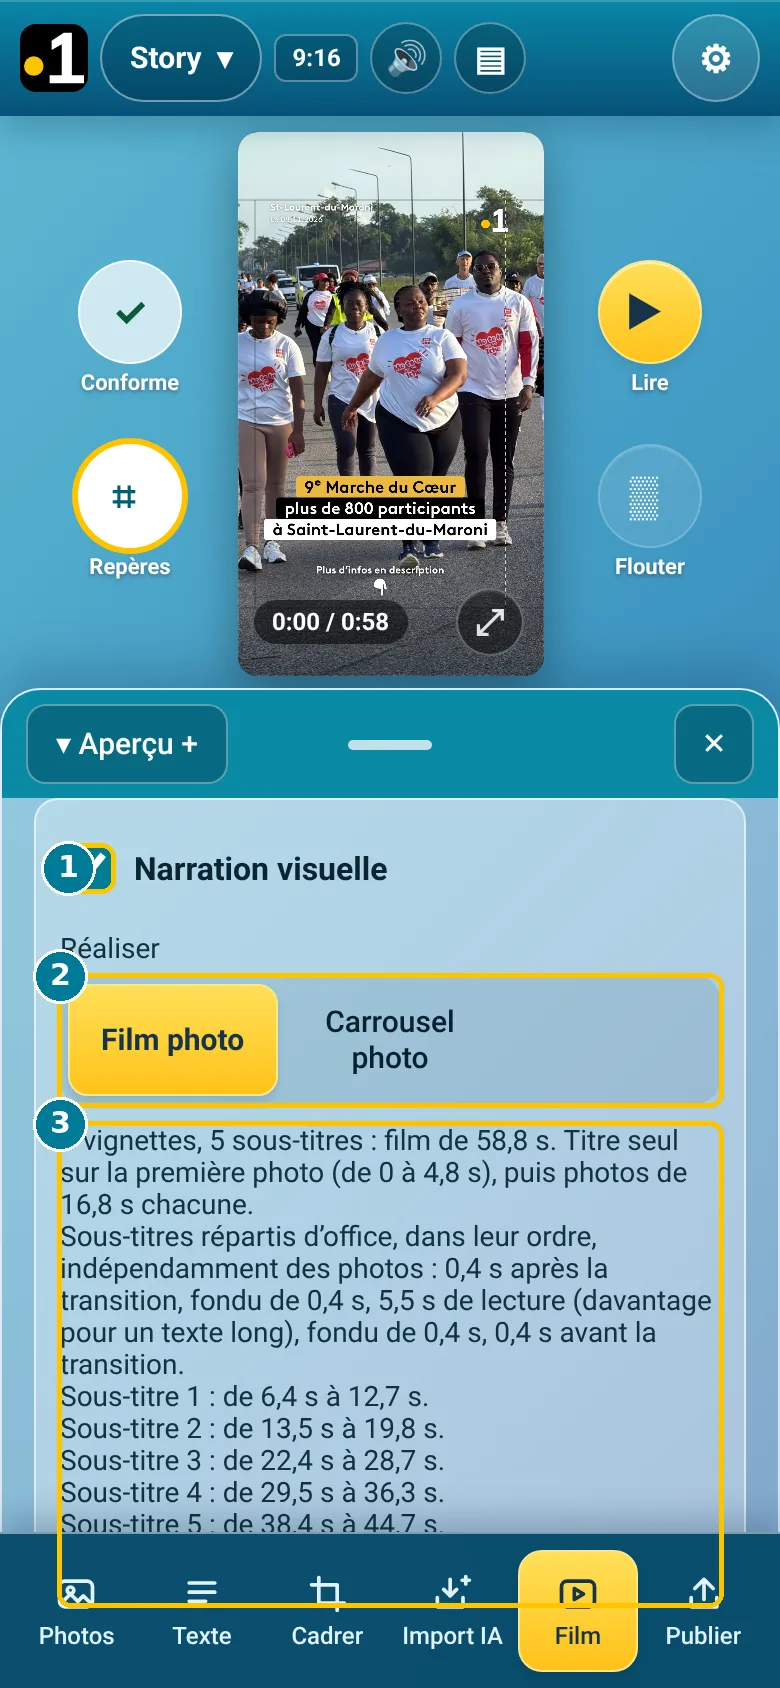 1
Story ▼
9:16
St-Laurent-du-Maroni
1
Conforme
Lire
Repères
Flouter
9e Marche du Cœur
plus de 800 participants
à Saint-Laurent-du-Maroni
Plus d'infos en description
0:00 / 0:58
▾ Aperçu +
×
1
Narration visuelle
Réaliser
2
Film photo
Carrousel
photo
3
vignettes, 5 sous-titres : film de 58,8 s. Titre seul
sur la première photo (de 0 à 4,8 s), puis photos de
16,8 s chacune.
Sous-titres répartis d’office, dans leur ordre,
indépendamment des photos : 0,4 s après la
transition, fondu de 0,4 s, 5,5 s de lecture (davantage
pour un texte long), fondu de 0,4 s, 0,4 s avant la
transition.
Sous-titre 1 : de 6,4 s à 12,7 s.
Sous-titre 2 : de 13,5 s à 19,8 s.
Sous-titre 3 : de 22,4 s à 28,7 s.
Sous-titre 4 : de 29,5 s à 36,3 s.
Sous-titre 5 : de 38,4 s à 44,7 s.
Photos
Texte
Cadrer
Import IA
Film
Publier